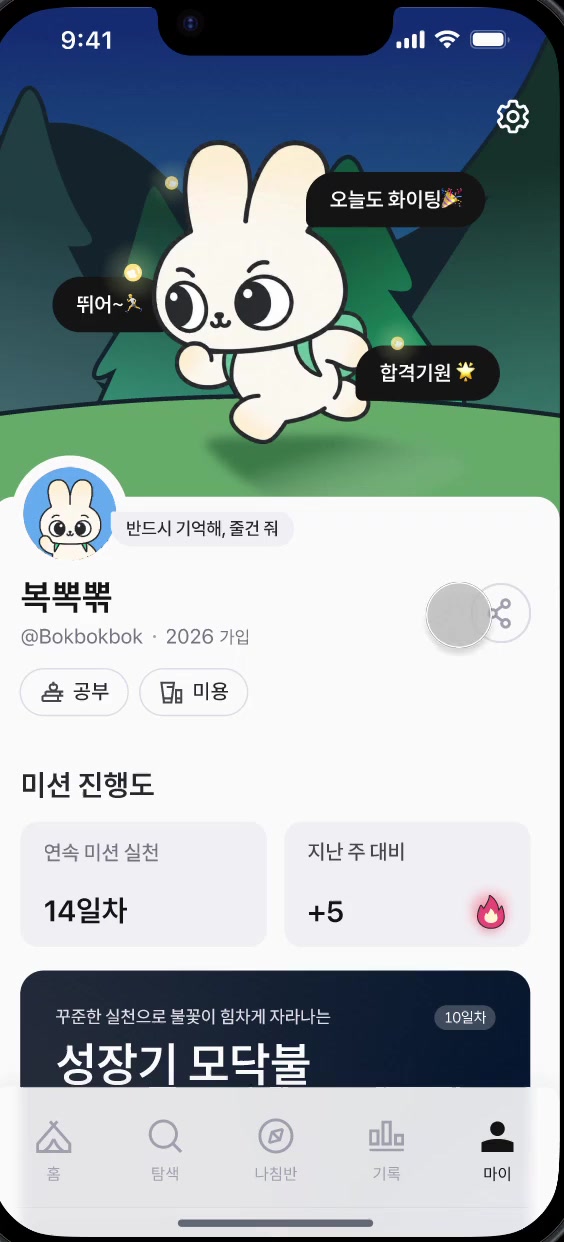 9:41
오늘도 화이팅🎉
뛰어~🏃
합격기원 🌟
반드시 기억해, 줄건 줘
복뽁뾲
@Bokbokbok · 2026 가입
공부
미용
미션 진행도
연속 미션 실천
14일차
지난 주 대비
+5
꾸준한 실천으로 불꽃이 힘차게 자라나는
10일차
성장기 모닥불
홈
탐색
나침반
기록
마이